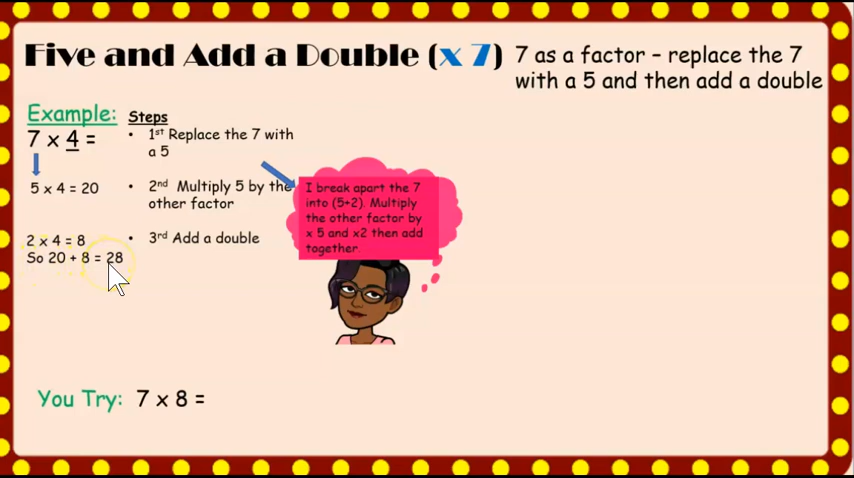 Five and Add a Double (x 7)
7 as a factor – replace the 7
with a 5 and then add a double
Example:
7 x 4 =
5 x 4 = 20
2 x 4 = 8
So 20 + 8 = 28
Steps
• 1st Replace the 7 with
a 5
• 2nd Multiply 5 by the
other factor
• 3rd Add a double
I break apart the 7
into (5+2). Multiply
the other factor by
x 5 and x2 then add
together.
You Try: 7 x 8 =